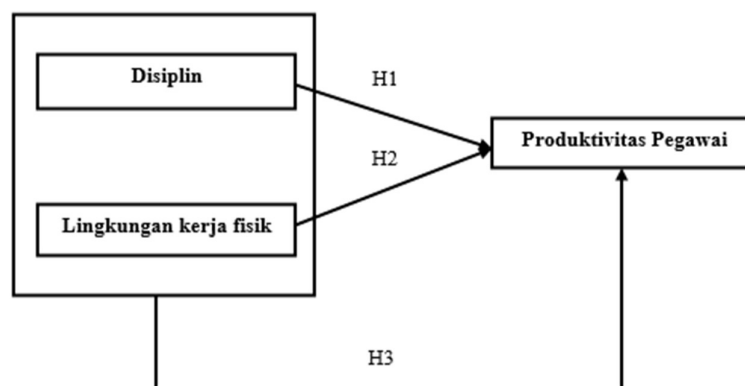 Disiplin
H1
Produktivitas Pegawai
H2
Lingkungan kerja fisik
H3